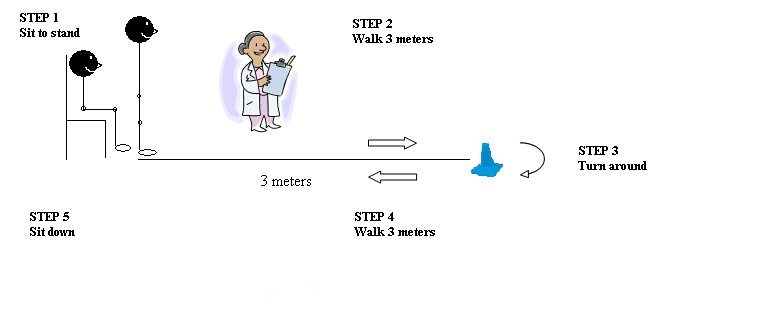 STEP 1
Sit to stand
STEP 2
Walk 3 meters
STEP 3
Turn around
3 meters
STEP 5
Sit down
STEP 4
Walk 3 meters